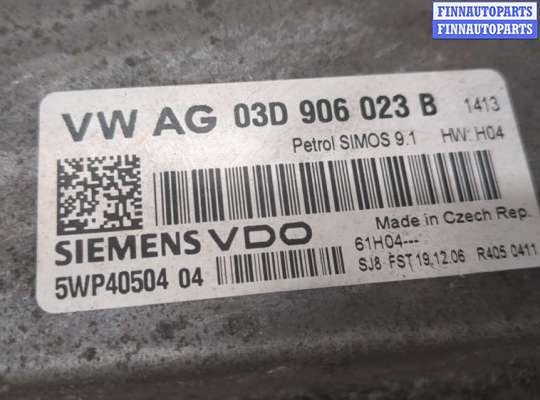 FINNAUTOPARTS
FINNAUTOPARTS
VW AG 03D 906 023 B 1413
Petrol SIMOS 9.1 HW: H04
Made in Czech Rep.
SIEMENS VDO 61H04---
5WP40504 04 SJ8 FST 19.12.06 R405 0411